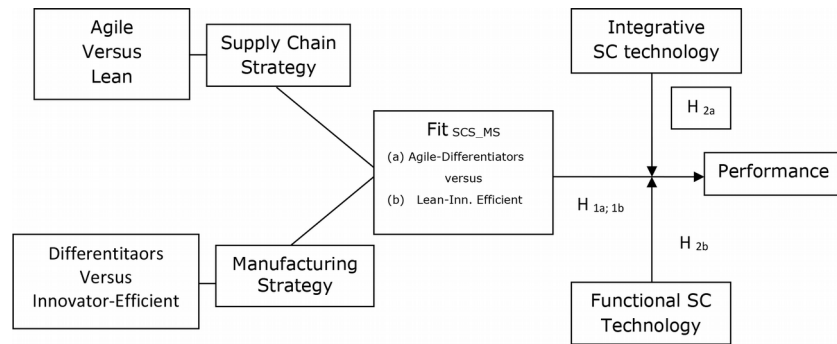 Agile
Versus
Lean
Supply Chain
Strategy
Integrative
SC technology
H 2a
Fit SCS_MS
(a) Agile-Differentiators
versus
(b) Lean-Inn. Efficient
Performance
H 1a; 1b
H 2b
Differentitaors
Versus
Innovator-Efficient
Manufacturing
Strategy
Functional SC
Technology